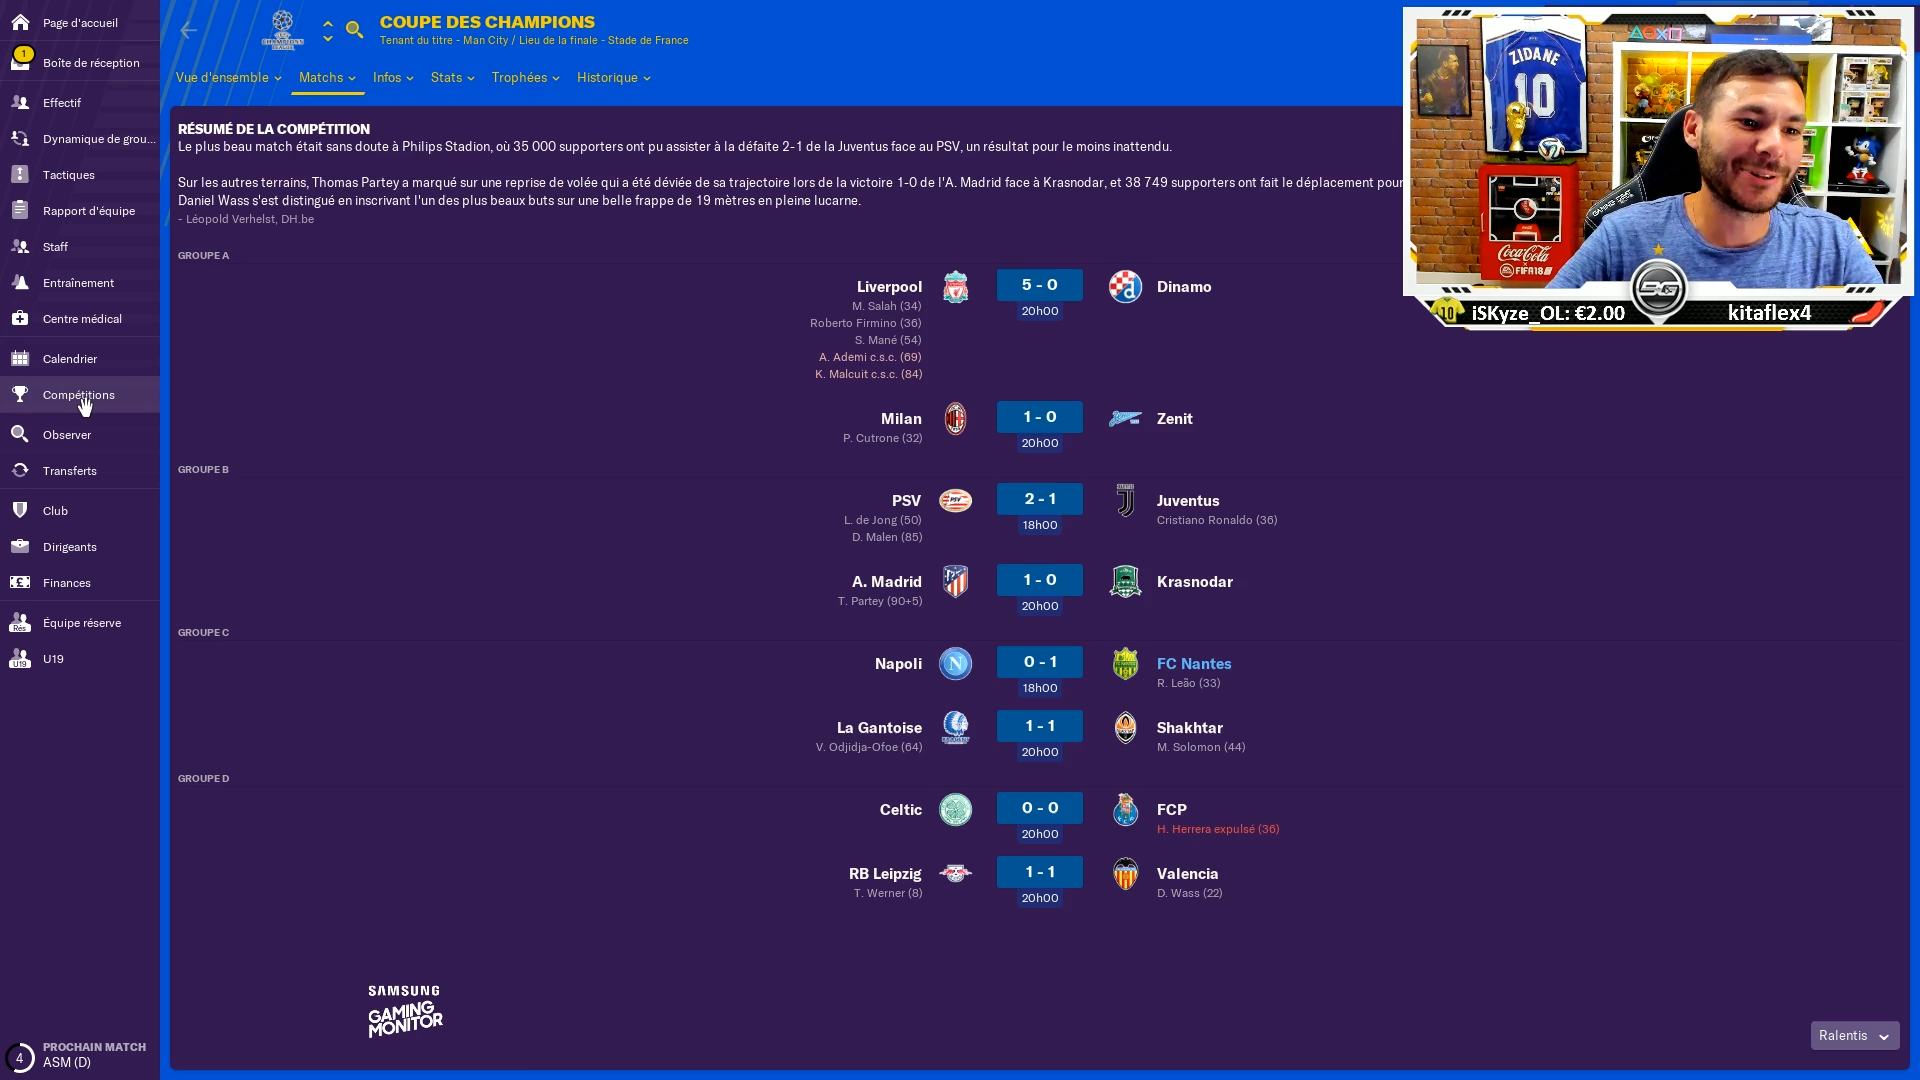 Page d'accueil
1
Boîte de réception
Effectif
Dynamique de grou...
Tactiques
Rapport d'équipe
Staff
Entraînement
Centre médical
Calendrier
Compétitions
Observer
Transferts
Club
Dirigeants
Finances
Rés
Équipe réserve
U19
U19
4
PROCHAIN MATCH
ASM (D)
COUPE DES CHAMPIONS
Tenant du titre - Man City / Lieu de la finale - Stade de France
Vue d'ensemble
Matchs
Infos
Stats
Trophées
Historique
RÉSUMÉ DE LA COMPÉTITION
Le plus beau match était sans doute à Philips Stadion, où 35 000 supporters ont pu assister à la défaite 2-1 de la Juventus face au PSV, un résultat pour le moins inattendu.
Sur les autres terrains, Thomas Partey a marqué sur une reprise de volée qui a été déviée de sa trajectoire lors de la victoire 1-0 de l'A. Madrid face à Krasnodar, et 38 749 supporters ont fait le déplacement pour
Daniel Wass s'est distingué en inscrivant l'un des plus beaux buts sur une belle frappe de 19 mètres en pleine lucarne.
- Léopold Verhelst, DH.be
GROUPE A
Liverpool 5 - 0 Dinamo
M. Salah (34) 20h00
Roberto Firmino (36)
S. Mané (54)
A. Ademi c.s.c. (69)
K. Malcuit c.s.c. (84)
Milan 1 - 0 Zenit
P. Cutrone (32) 20h00
GROUPE B
PSV 2 - 1 Juventus
L. de Jong (50) 18h00 Cristiano Ronaldo (36)
D. Malen (85)
A. Madrid 1 - 0 Krasnodar
T. Partey (90+5) 20h00
GROUPE C
Napoli 0 - 1 FC Nantes
18h00 R. Leão (33)
La Gantoise 1 - 1 Shakhtar
V. Odjidja-Ofoe (64) 20h00 M. Solomon (44)
GROUPE D
Celtic 0 - 0 FCP
20h00 H. Herrera expulsé (36)
RB Leipzig 1 - 1 Valencia
T. Werner (8) 20h00 D. Wass (22)
SAMSUNG
GAMING
MONITOR
Ralentis
ZIDANE
10
Coca-Cola
FIFA18
10 iSKyze_OL: €2.00
kitaflex4